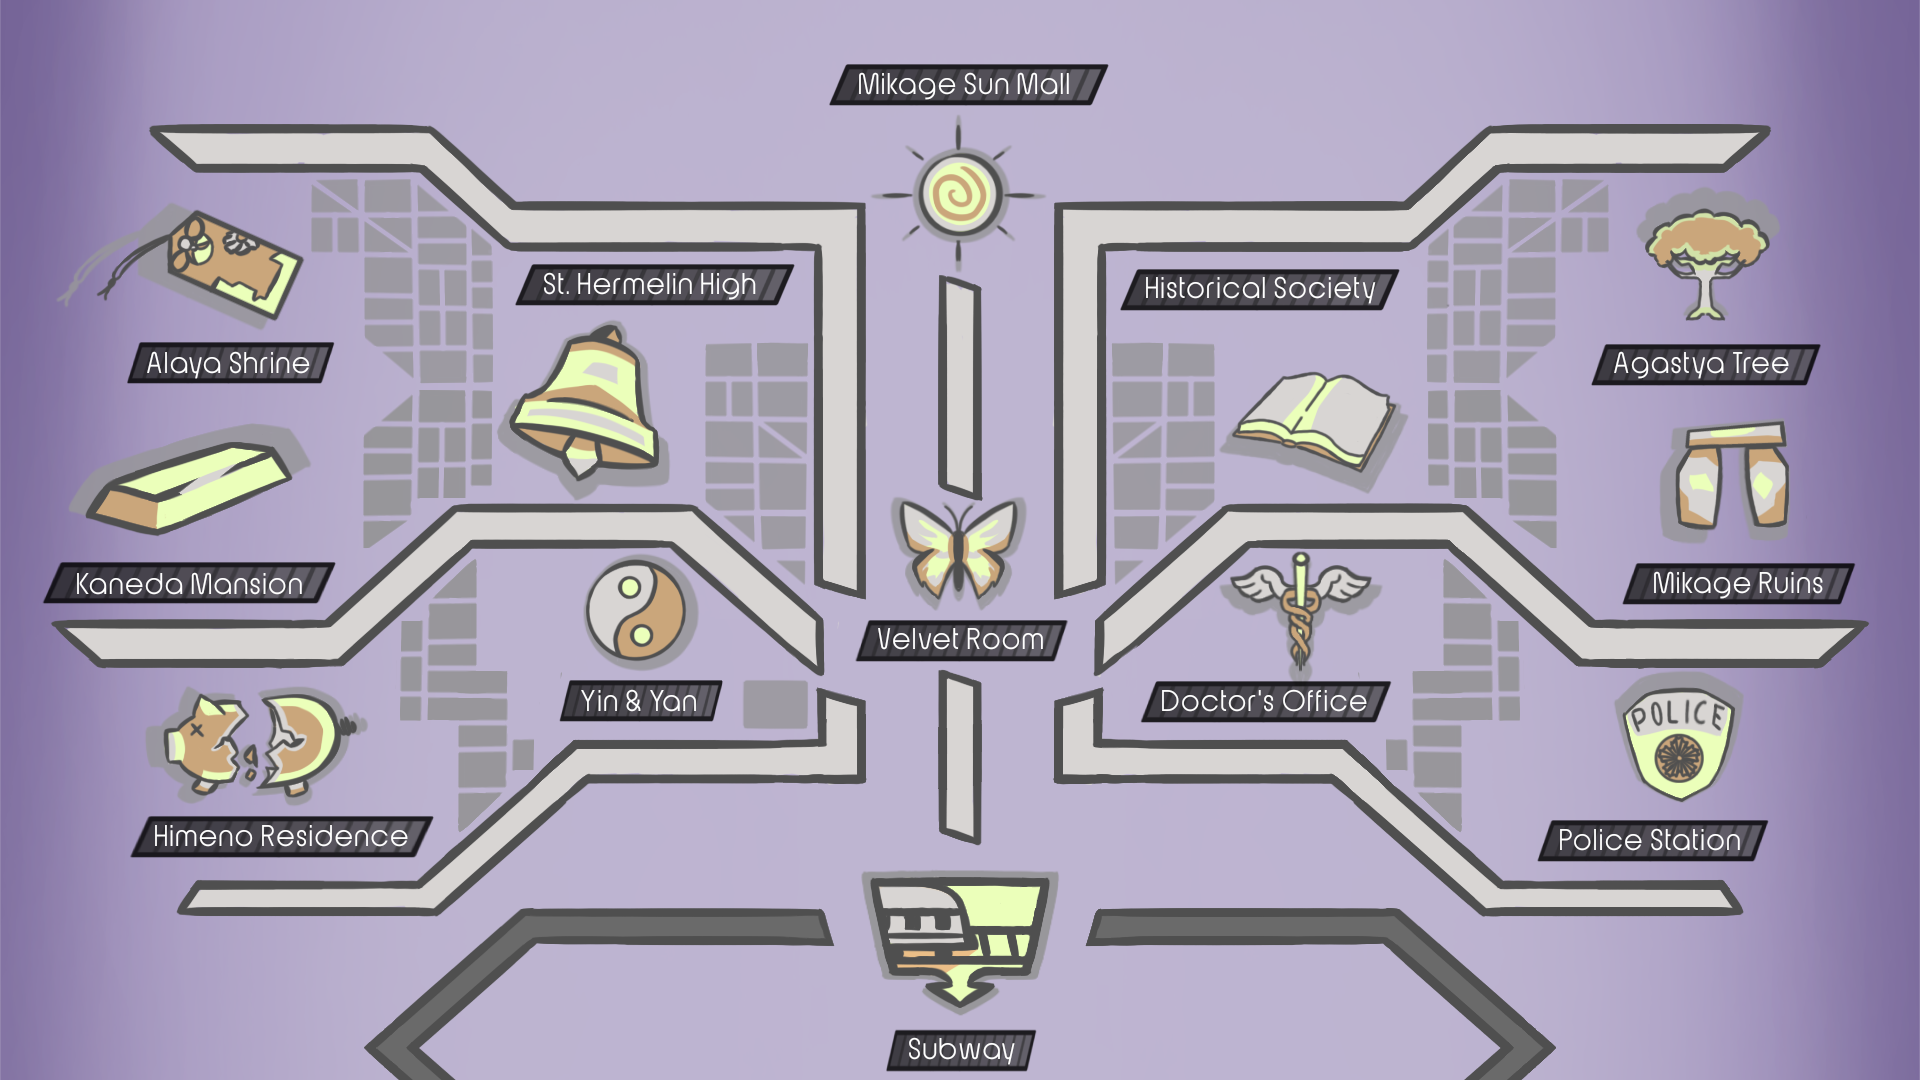 Mikage Sun Mall
St. Hermelin High
Historical Society
Alaya Shrine
Agastya Tree
Kaneda Mansion
Mikage Ruins
Velvet Room
Yin & Yan
Doctor's Office
POLICE
Himeno Residence
Police Station
Subway